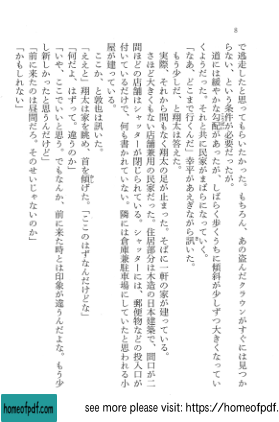 8
で逃走したと思ってもらいたかった。もちろん、あの盗んだクラウンがすぐには見つか
らない、という条件が必要だったが。
道には緩やかな勾配があったが、しばらく歩くうちに傾斜が少しずつ大きくなってい
くようだった。それと共に民家がまばらになっていく。
「なあ、どこまで行くんだ」幸平があえぎながら訊いた。
「もう少しだ」と翔太は答えた。
実際、それから間もなく翔太の足が止まった。そばに一軒の家が建っている。
さほど大きくもない店舗兼用の民家だった。住居部分は木造の日本建築で、間口が二
間ほどの店舗はシャッターが閉じられている。シャッターには、郵便物などの投入口が
付いているだけで、何も書かれていない。隣には倉庫兼駐車場にしていたと思われる小
屋が建っている。
「ここか」と敦也は訊いた。
「ええと」翔太は家を眺め、首を傾げた。「ここのはずなんだけどな」
「何だよ、はずって。違うのか」
「いや、ここでいいと思う。でもなんか、前に来た時とは印象が違うんだよな。もう少
し新しかったと思うんだけど」
「前に来たのは昼間だろ。そのせいじゃないのか」
「かもしれない」
homeofpdf.com
see more please visit: https://homeofpdf.com